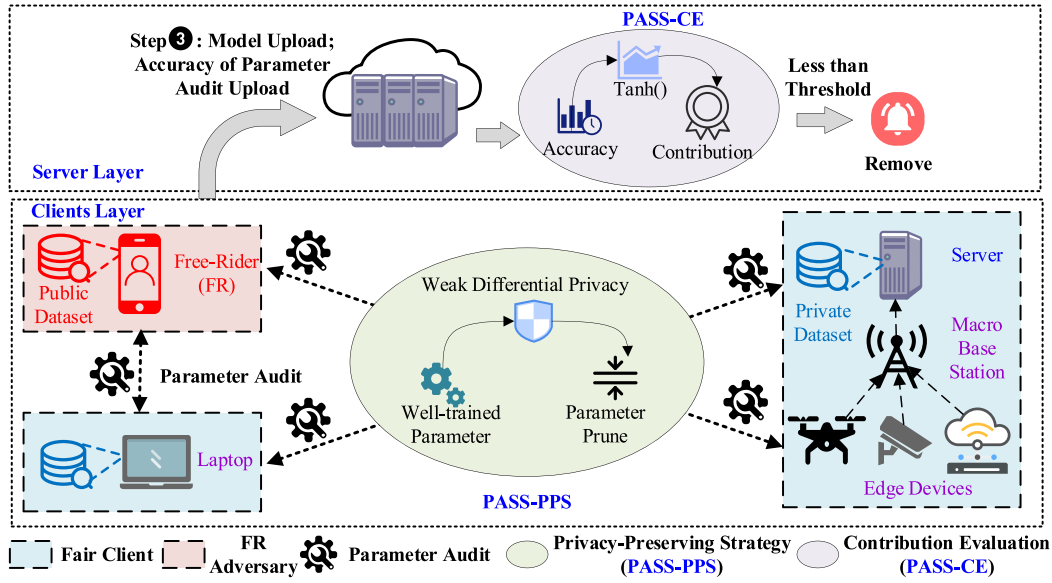 PASS-CE
Step 3 : Model Upload;
Accuracy of Parameter
Audit Upload
Tanh()
Accuracy
Contribution
Less than
Threshold
Remove
Server Layer
Clients Layer
Public
Dataset
Free-Rider
(FR)
Parameter Audit
Laptop
Weak Differential Privacy
Well-trained
Parameter
Parameter
Prune
PASS-PPS
Server
Private
Dataset
Macro
Base
Station
Edge Devices
Fair Client
FR
Adversary
Parameter Audit
Privacy-Preserving Strategy
(PASS-PPS)
Contribution Evaluation
(PASS-CE)